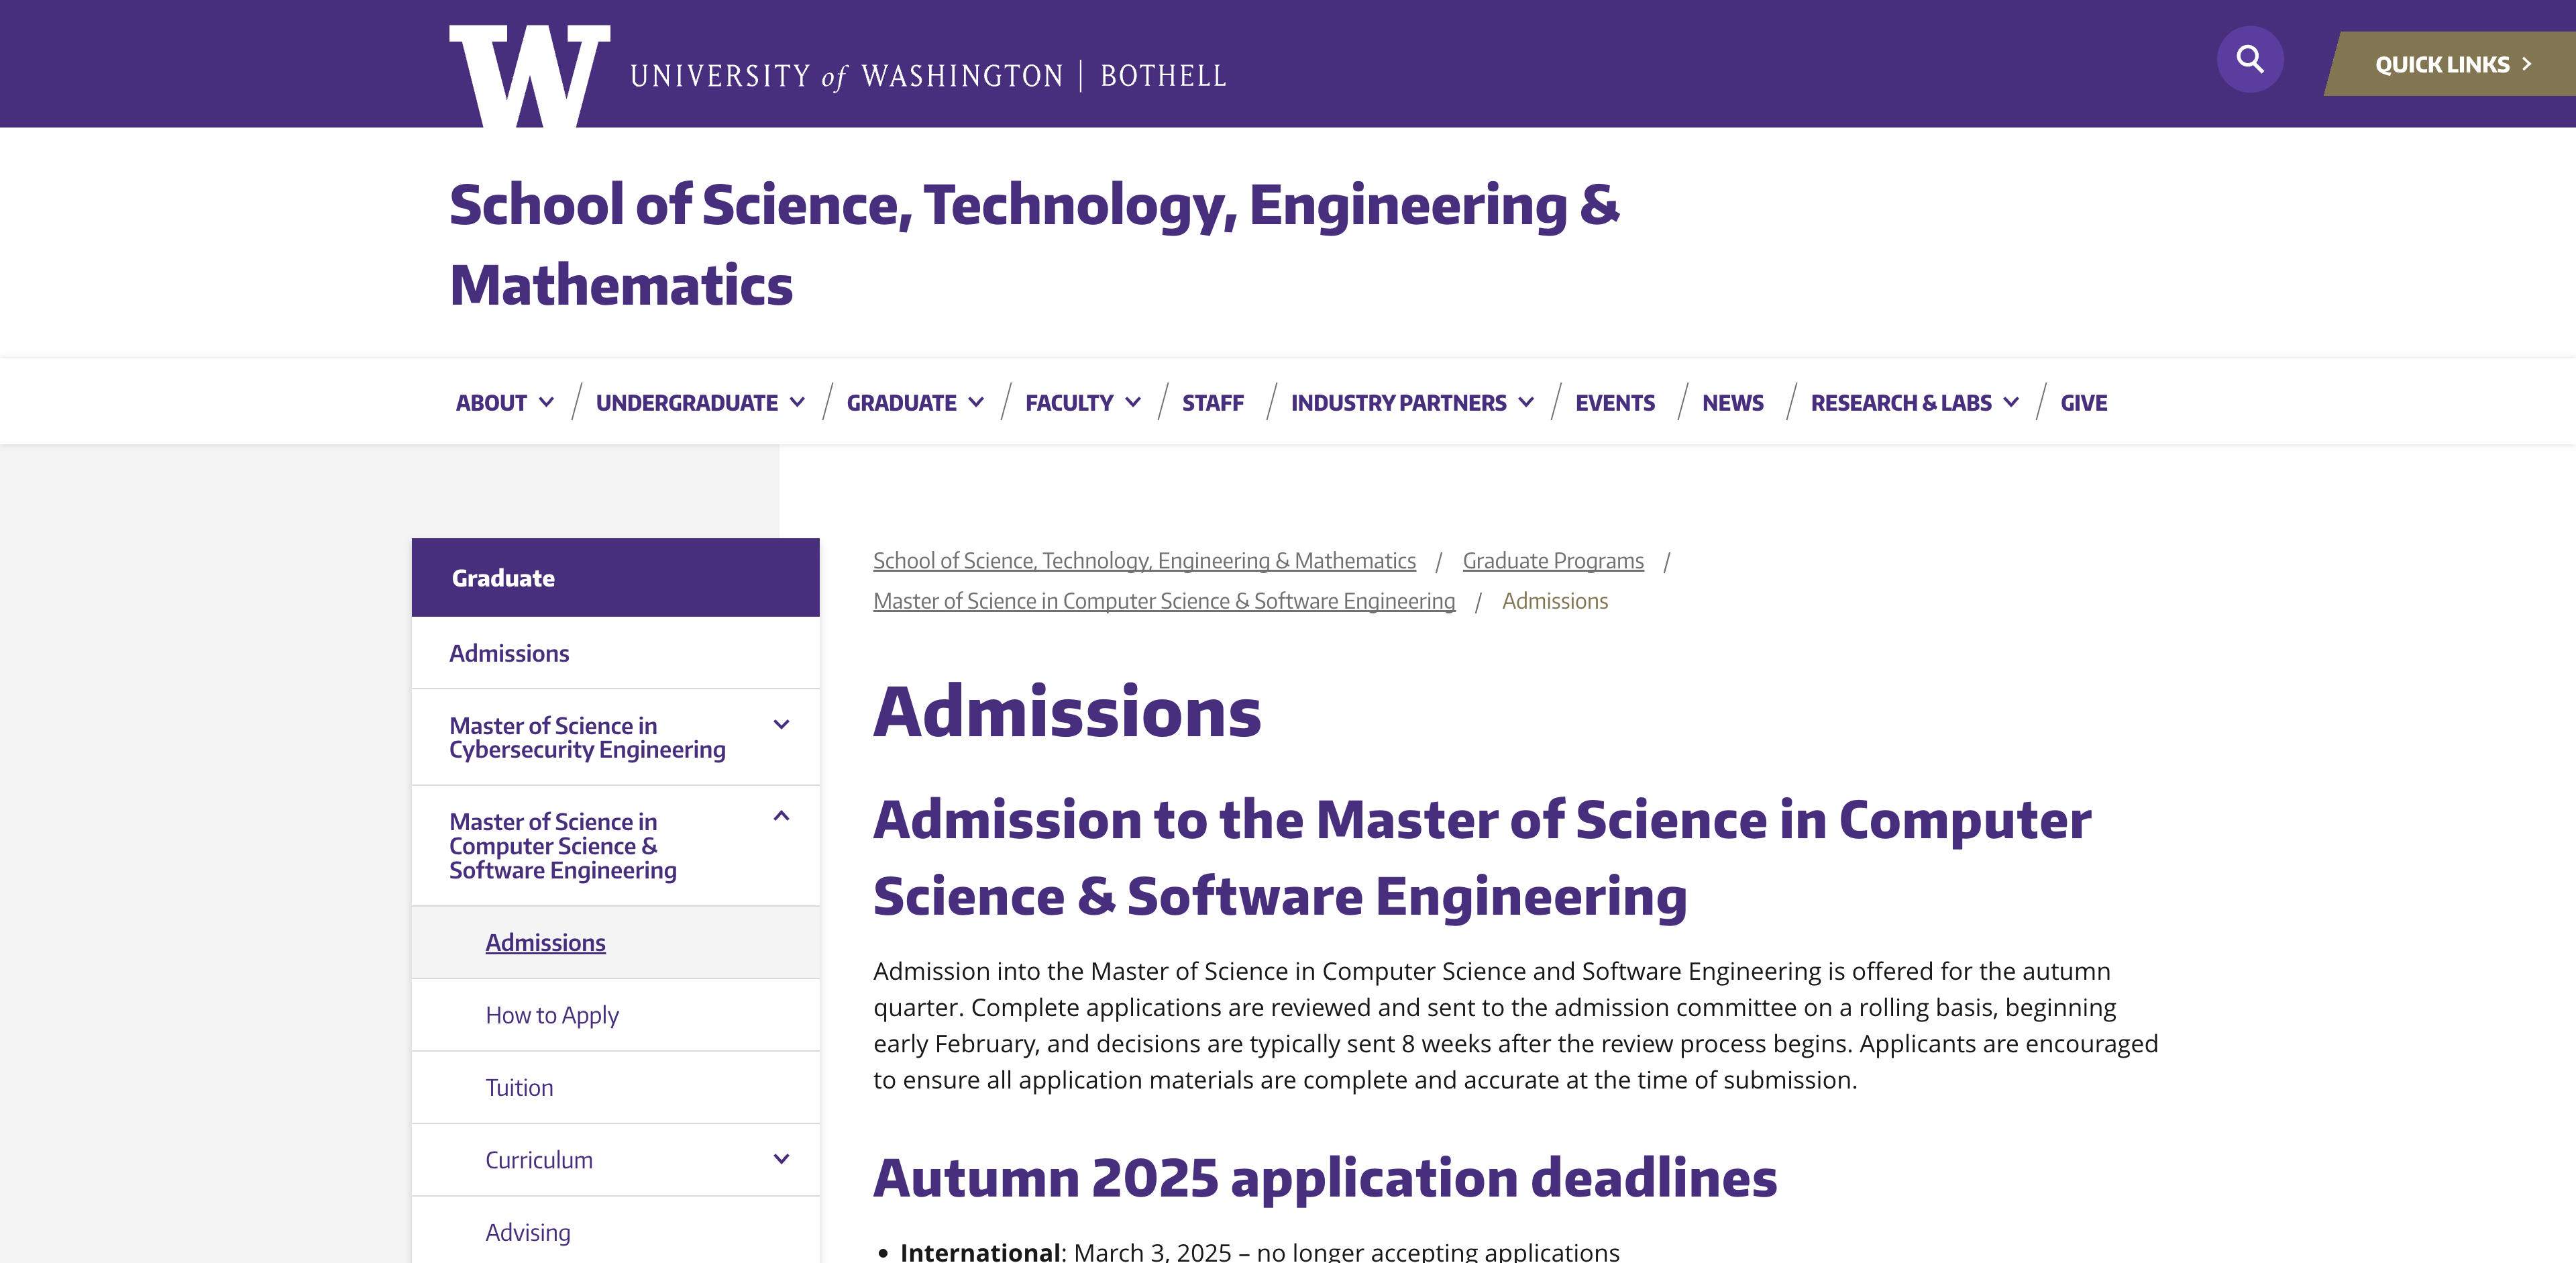 W UNIVERSITY of WASHINGTON | BOTHELL
QUICK LINKS
School of Science, Technology, Engineering &
Mathematics
ABOUT / UNDERGRADUATE / GRADUATE / FACULTY / STAFF / INDUSTRY PARTNERS / EVENTS / NEWS / RESEARCH & LABS / GIVE
Graduate
Admissions
Master of Science in
Cybersecurity Engineering
Master of Science in
Computer Science &
Software Engineering
Admissions
How to Apply
Tuition
Curriculum
Advising
School of Science, Technology, Engineering & Mathematics / Graduate Programs /
Master of Science in Computer Science & Software Engineering / Admissions
Admissions
Admission to the Master of Science in Computer
Science & Software Engineering
Admission into the Master of Science in Computer Science and Software Engineering is offered for the autumn
quarter. Complete applications are reviewed and sent to the admission committee on a rolling basis, beginning
early February, and decisions are typically sent 8 weeks after the review process begins. Applicants are encouraged
to ensure all application materials are complete and accurate at the time of submission.
Autumn 2025 application deadlines
• International: March 3, 2025 – no longer accepting applications